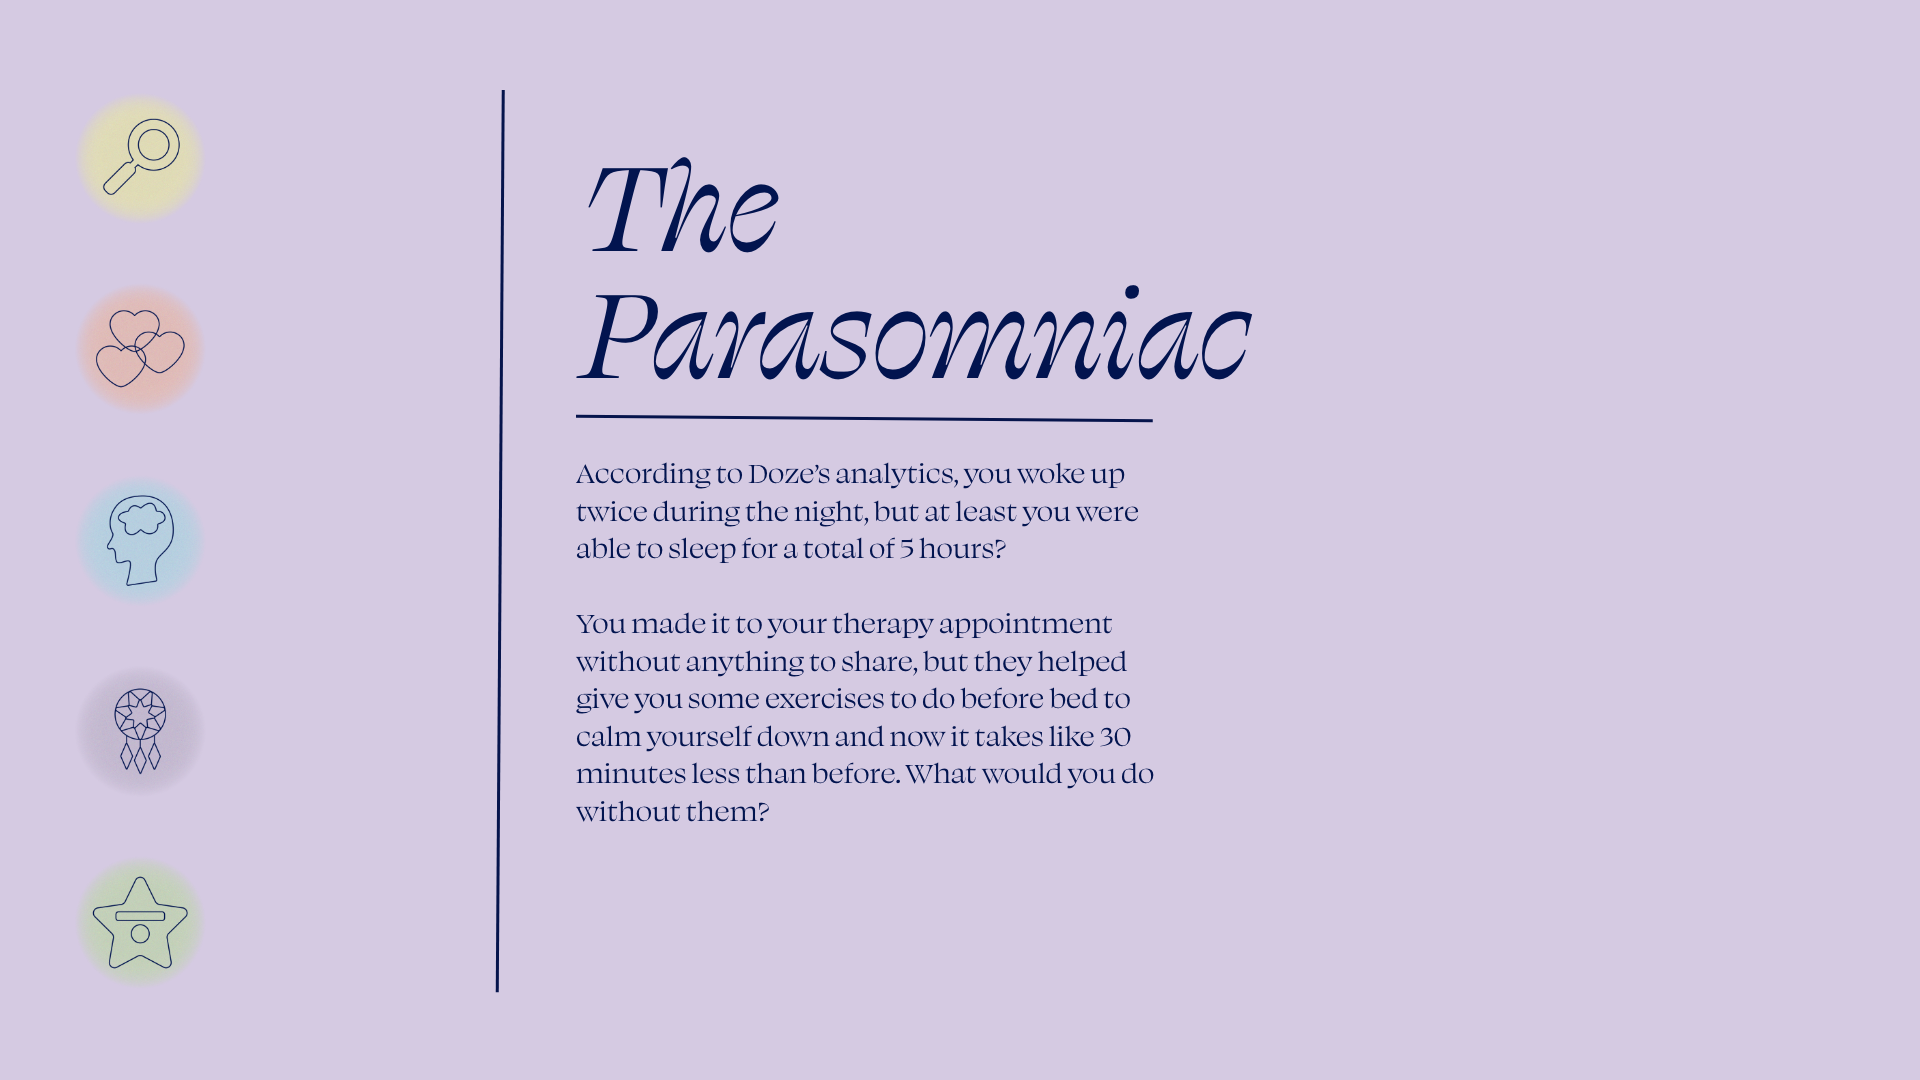 The
Parasomniac
According to Doze’s analytics, you woke up
twice during the night, but at least you were
able to sleep for a total of 5 hours?
You made it to your therapy appointment
without anything to share, but they helped
give you some exercises to do before bed to
calm yourself down and now it takes like 30
minutes less than before. What would you do
without them?